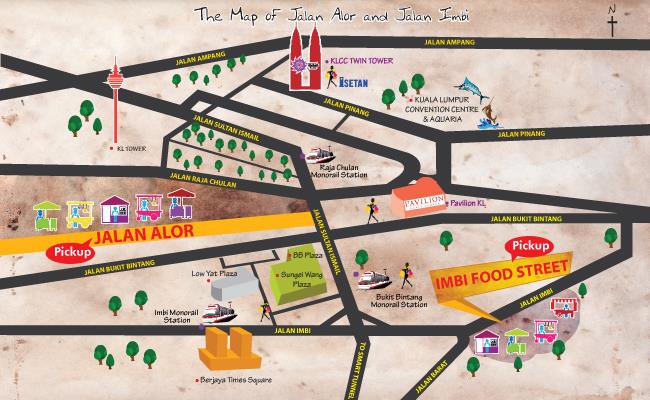 The Map of Jalan Alor and Jalan Imbi
N
JALAN AMPANG
JALAN AMPANG
KLCC TWIN TOWER
ISETAN
KUALA LUMPUR
CONVENTION CENTRE
& AQUARIA
JALAN PINANG
JALAN PINANG
JALAN SULTAN ISMAIL
KL TOWER
Raja Chulan
Monorail Station
JALAN RAJA CHULAN
PAVILION
Pavilion KL
JALAN ALOR
Pickup
JALAN SULTAN ISMAIL
JALAN BUKIT BINTANG
JALAN BUKIT BINTANG
BB Plaza
Low Yat Plaza
Sungei Wang
Plaza
Pickup
IMBI FOOD STREET
Bukit Bintang
Monorail Station
JALAN IMBI
Imbi Monorail
Station
JALAN IMBI
TO SMART TUNNEL
JALAN BARAT
Berjaya Times Square